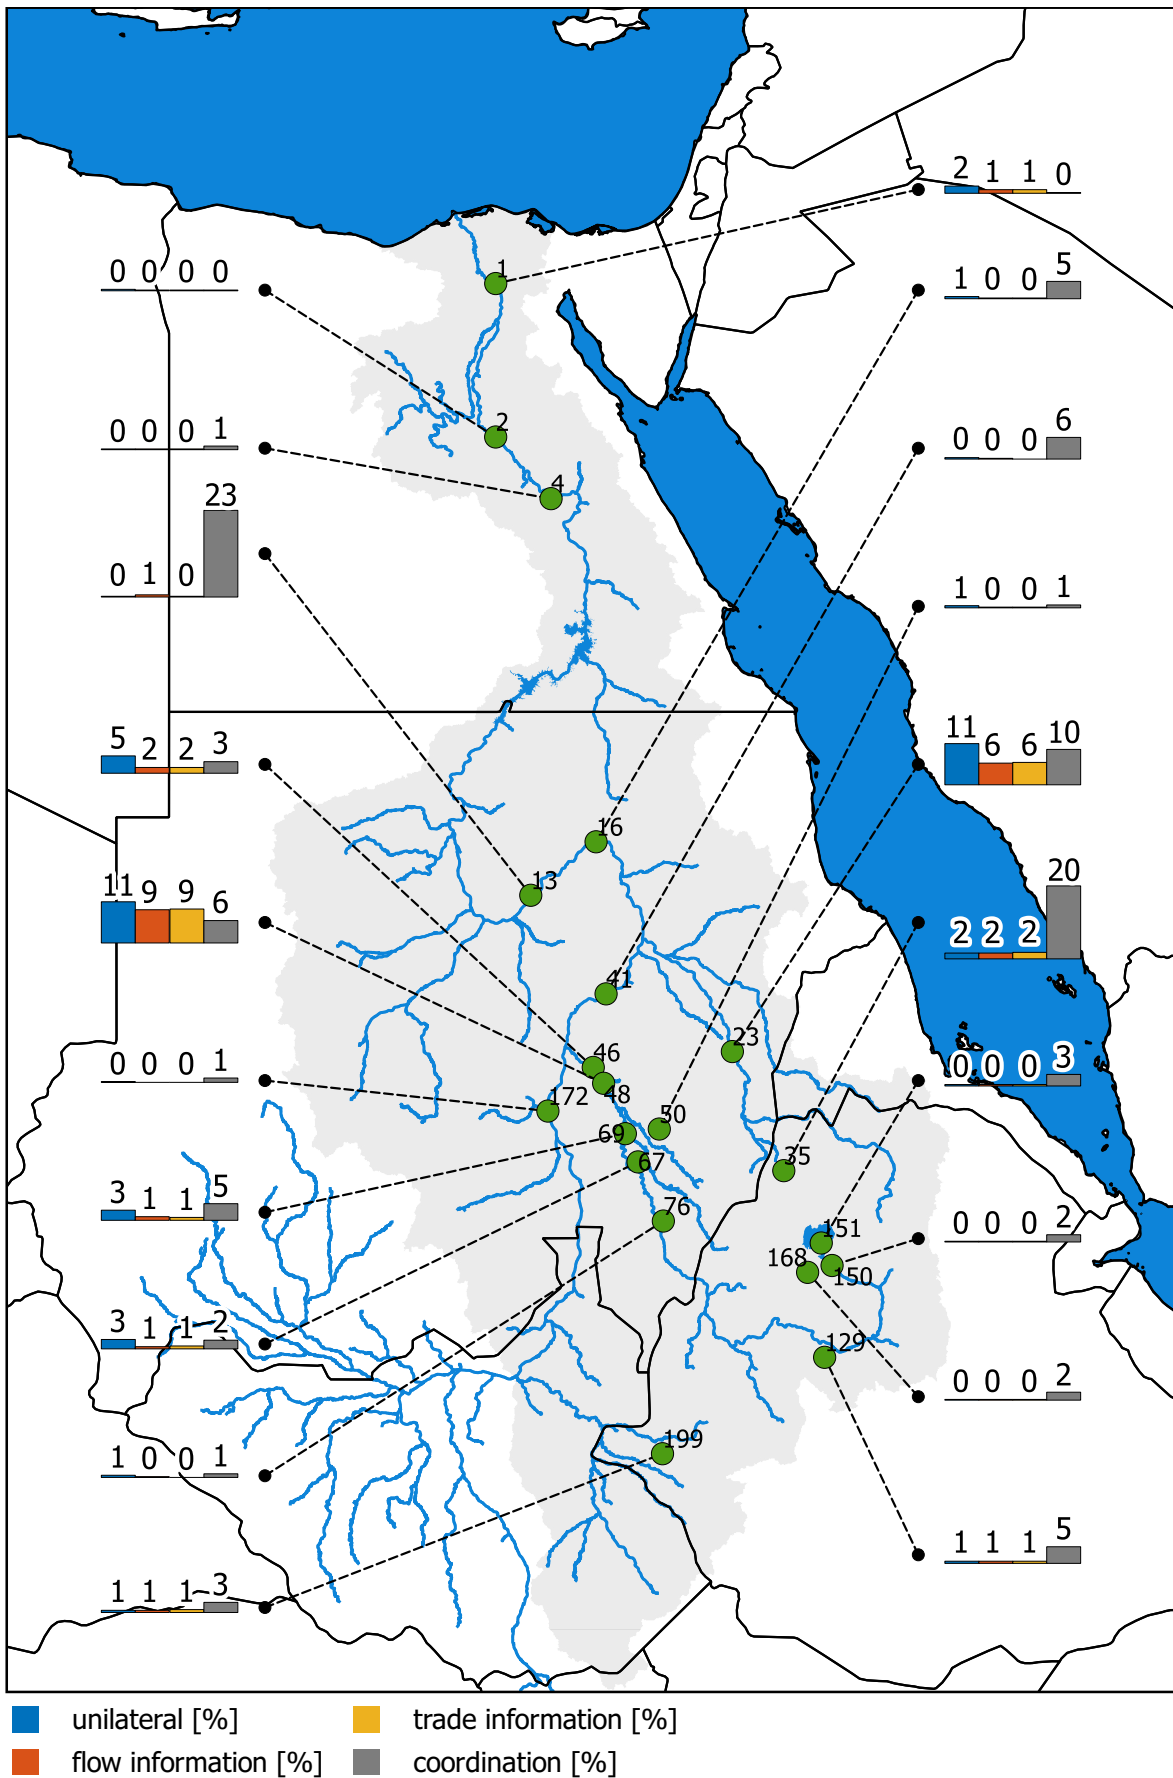 2 1 1 0
0 0 0 0
1
1 0 0 5
0 0 0 1
2
0 0 0 6
4
0 1 0 23
1 0 0 1
5 2 2 3
11 6 6 10
16
13
11 9 9 6
2 2 2 20
41
23
46
48
0 0 0 1
0 0 0 3
172
50
69
67
35
3 1 1 5
76
151
0 0 0 2
168
150
3 1 1 2
129
0 0 0 2
199
1 0 0 1
1 1 1 5
1 1 1 3
unilateral [%]
trade information [%]
flow information [%]
coordination [%]